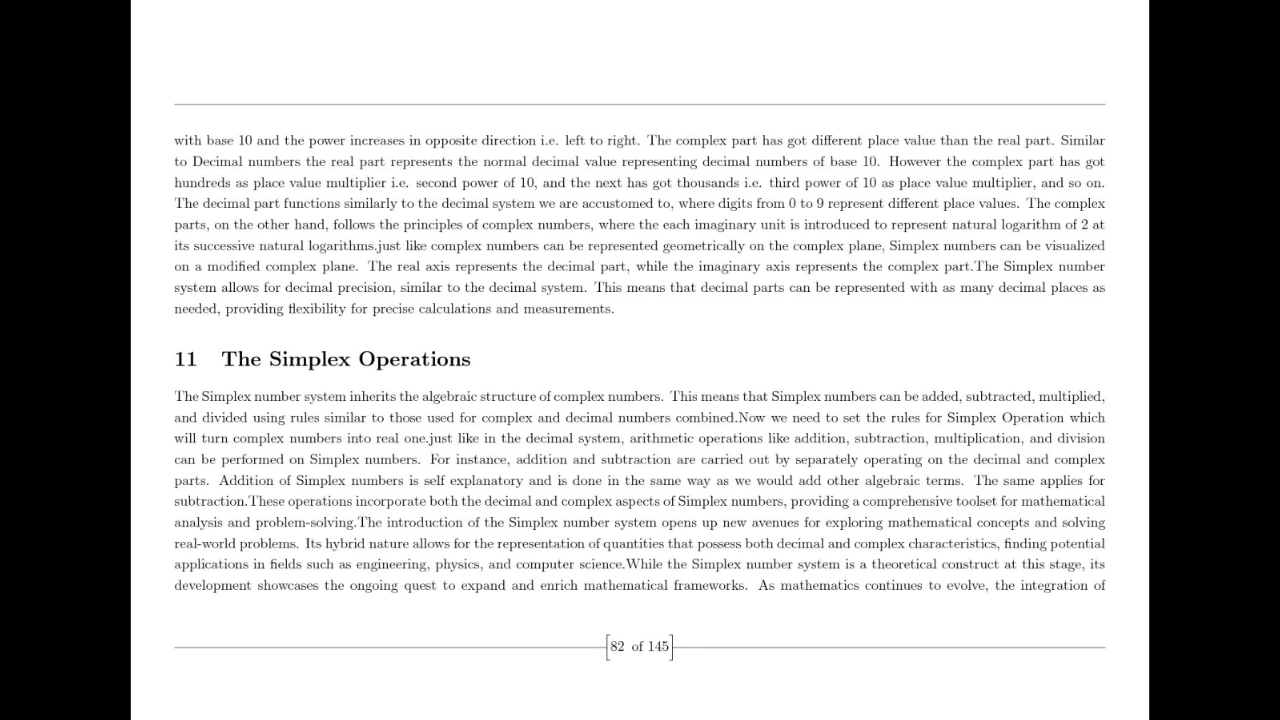 with base 10 and the power increases in opposite direction i.e. left to right. The complex part has got different place value than the real part. Similar
to Decimal numbers the real part represents the normal decimal value representing decimal numbers of base 10. However the complex part has got
hundreds as place value multiplier i.e. second power of 10, and the next has got thousands i.e. third power of 10 as place value multiplier, and so on.
The decimal part functions similarly to the decimal system we are accustomed to, where digits from 0 to 9 represent different place values. The complex
parts, on the other hand, follows the principles of complex numbers, where the each imaginary unit is introduced to represent natural logarithm of 2 at
its successive natural logarithms.just like complex numbers can be represented geometrically on the complex plane, Simplex numbers can be visualized
on a modified complex plane. The real axis represents the decimal part, while the imaginary axis represents the complex part.The Simplex number
system allows for decimal precision, similar to the decimal system. This means that decimal parts can be represented with as many decimal places as
needed, providing flexibility for precise calculations and measurements.
11 The Simplex Operations
The Simplex number system inherits the algebraic structure of complex numbers. This means that Simplex numbers can be added, subtracted, multiplied,
and divided using rules similar to those used for complex and decimal numbers combined.Now we need to set the rules for Simplex Operation which
will turn complex numbers into real one.just like in the decimal system, arithmetic operations like addition, subtraction, multiplication, and division
can be performed on Simplex numbers. For instance, addition and subtraction are carried out by separately operating on the decimal and complex
parts. Addition of Simplex numbers is self explanatory and is done in the same way as we would add other algebraic terms. The same applies for
subtraction.These operations incorporate both the decimal and complex aspects of Simplex numbers, providing a comprehensive toolset for mathematical
analysis and problem-solving.The introduction of the Simplex number system opens up new avenues for exploring mathematical concepts and solving
real-world problems. Its hybrid nature allows for the representation of quantities that possess both decimal and complex characteristics, finding potential
applications in fields such as engineering, physics, and computer science.While the Simplex number system is a theoretical construct at this stage, its
development showcases the ongoing quest to expand and enrich mathematical frameworks. As mathematics continues to evolve, the integration of
[82 of 145]